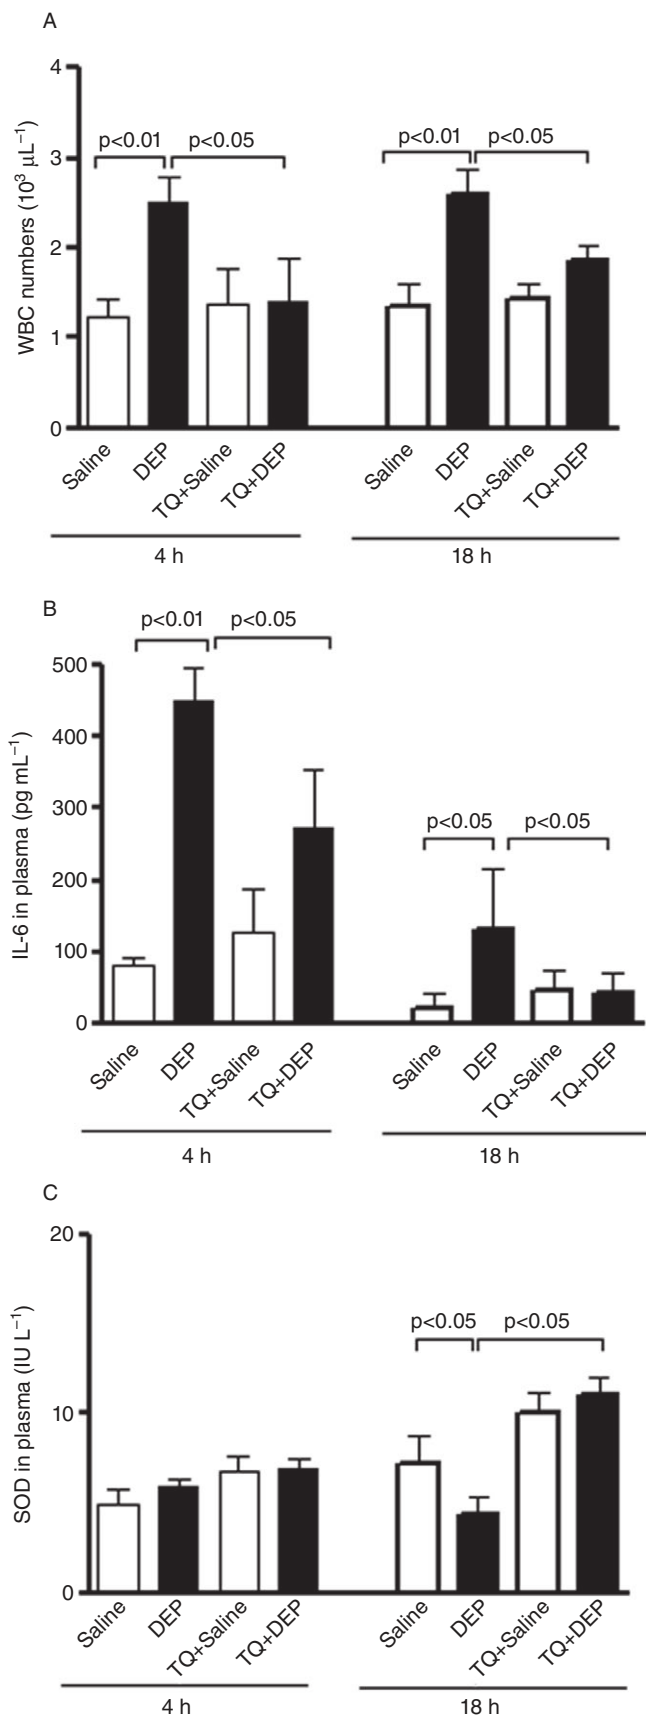 A
WBC numbers (10³ µL⁻¹)
4
3
2
1
0
p<0.01 p<0.05
p<0.01 p<0.05
Saline DEP TQ+Saline TQ+DEP
Saline DEP TQ+Saline TQ+DEP
4 h 18 h
B
IL-6 in plasma (pg mL⁻¹)
p<0.01 p<0.05
500
400
300
200
100
0
p<0.05 p<0.05
Saline DEP TQ+Saline TQ+DEP
Saline DEP TQ+Saline TQ+DEP
4 h 18 h
C
SOD in plasma (IU L⁻¹)
20
10
0
p<0.05 p<0.05
Saline DEP TQ+Saline TQ+DEP
Saline DEP TQ+Saline TQ+DEP
4 h 18 h